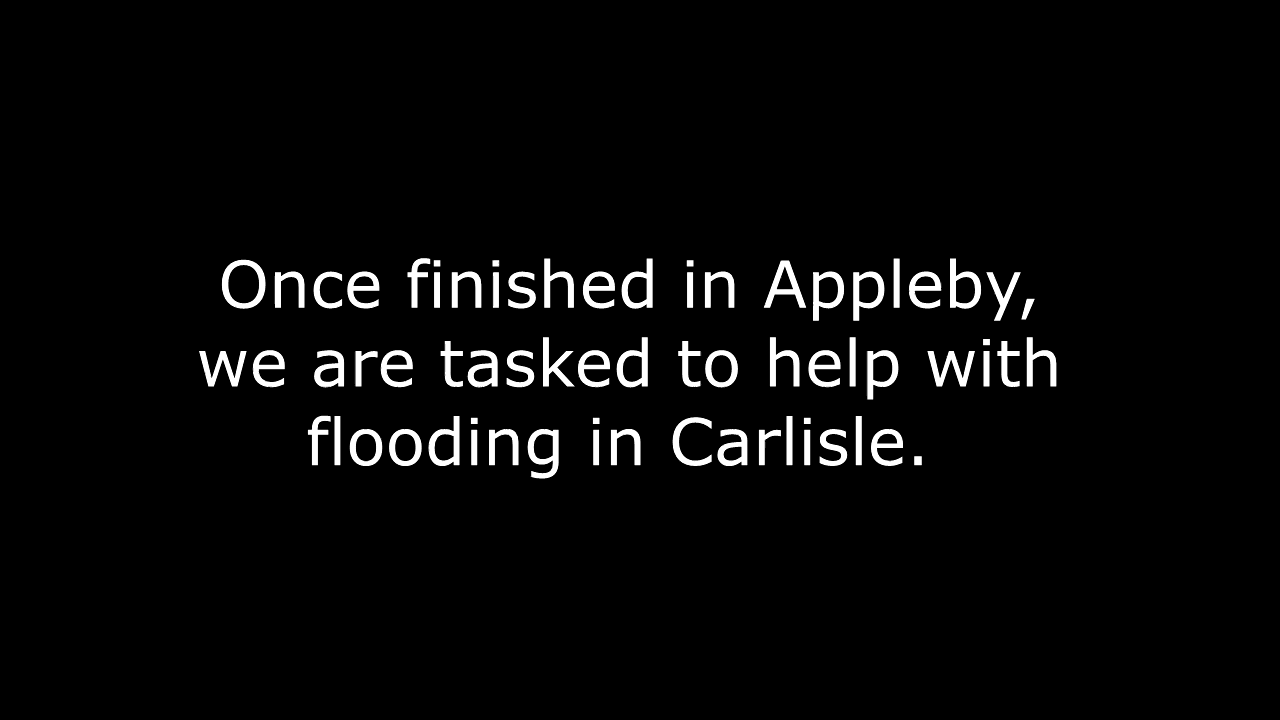 Once finished in Appleby,
we are tasked to help with
flooding in Carlisle.